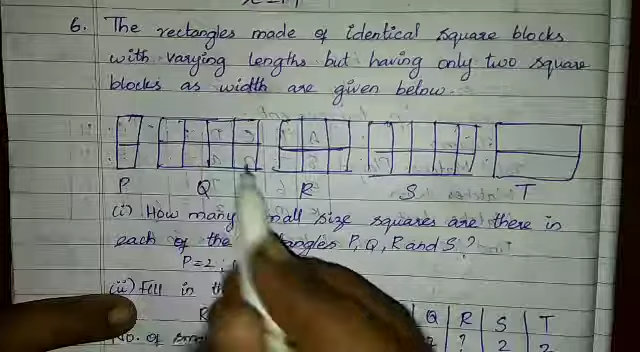 6. The rectangles made of identical square blocks
with varying lengths but having only two square
blocks as width are given below.
P Q R S T
(i) How many small size squares are there in
each of the P, Q, R and S?
P=2;
(ii) Fill in
Q R S T
No. of ? 2 2